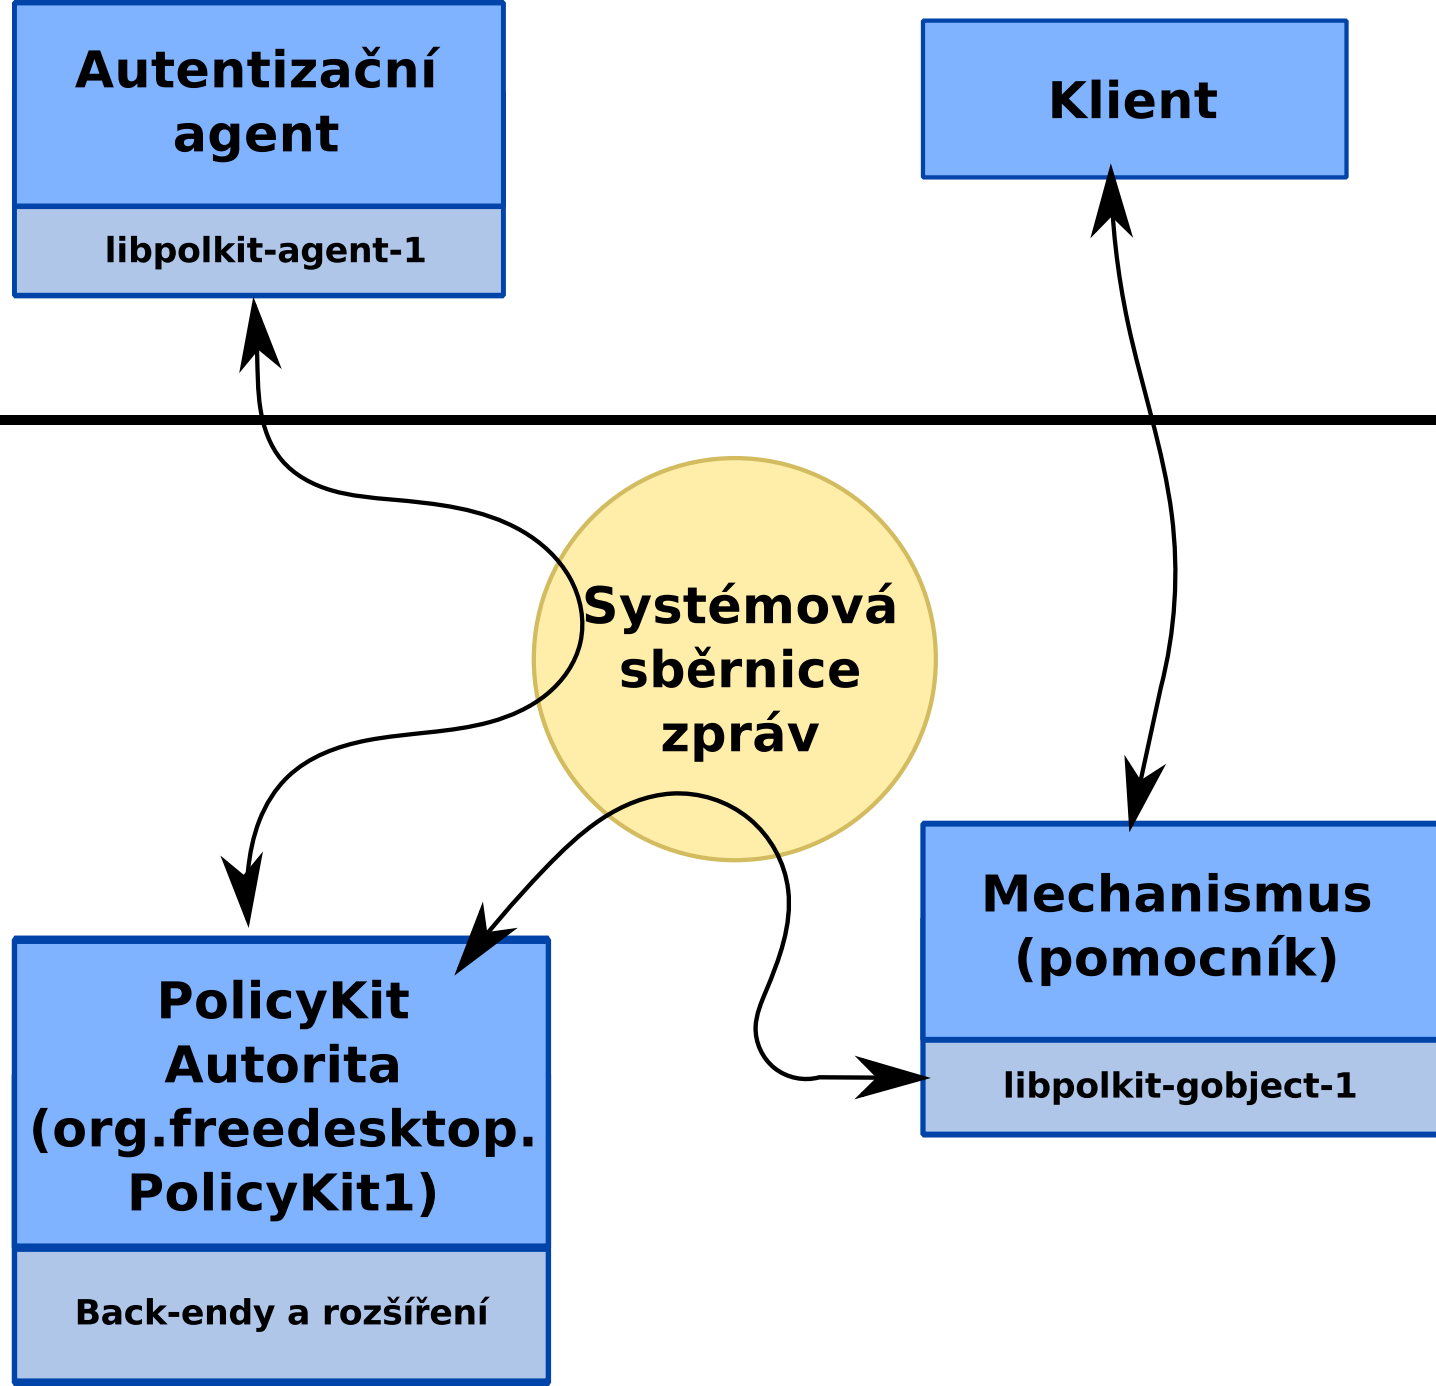 Autentizační
agent
libpolkit-agent-1
Klient
Systémová
sběrnice
zpráv
Mechanismus
(pomocník)
libpolkit-gobject-1
PolicyKit
Autorita
(org.freedesktop.
PolicyKit1)
Back-endy a rozšíření